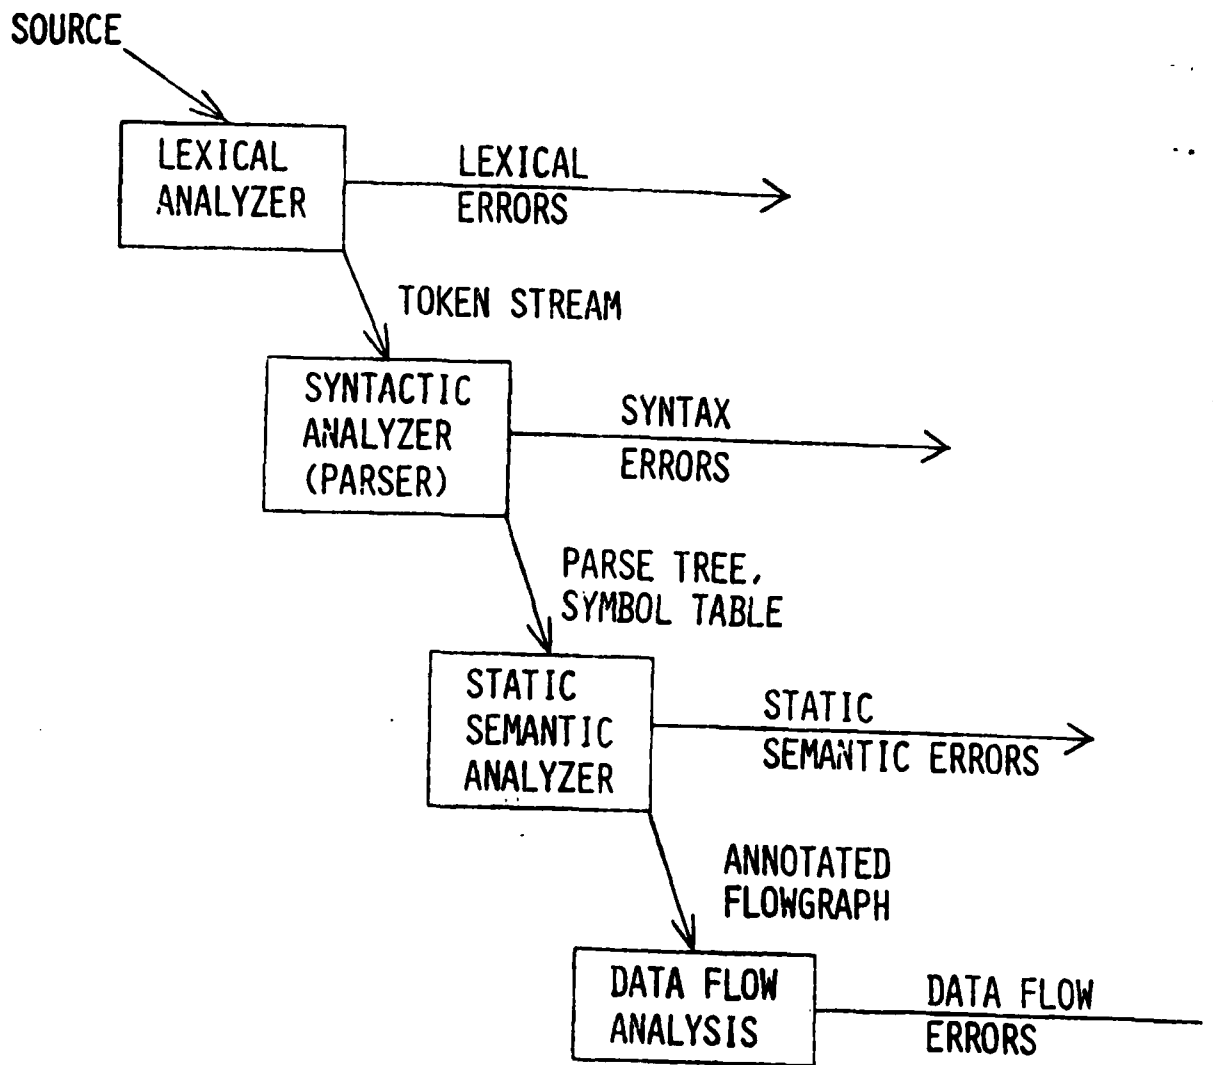 SOURCE
LEXICAL
ANALYZER
LEXICAL
ERRORS
TOKEN STREAM
SYNTACTIC
ANALYZER
(PARSER)
SYNTAX
ERRORS
PARSE TREE,
SYMBOL TABLE
STATIC
SEMANTIC
ANALYZER
STATIC
SEMANTIC ERRORS
ANNOTATED
FLOWGRAPH
DATA FLOW
ANALYSIS
DATA FLOW
ERRORS